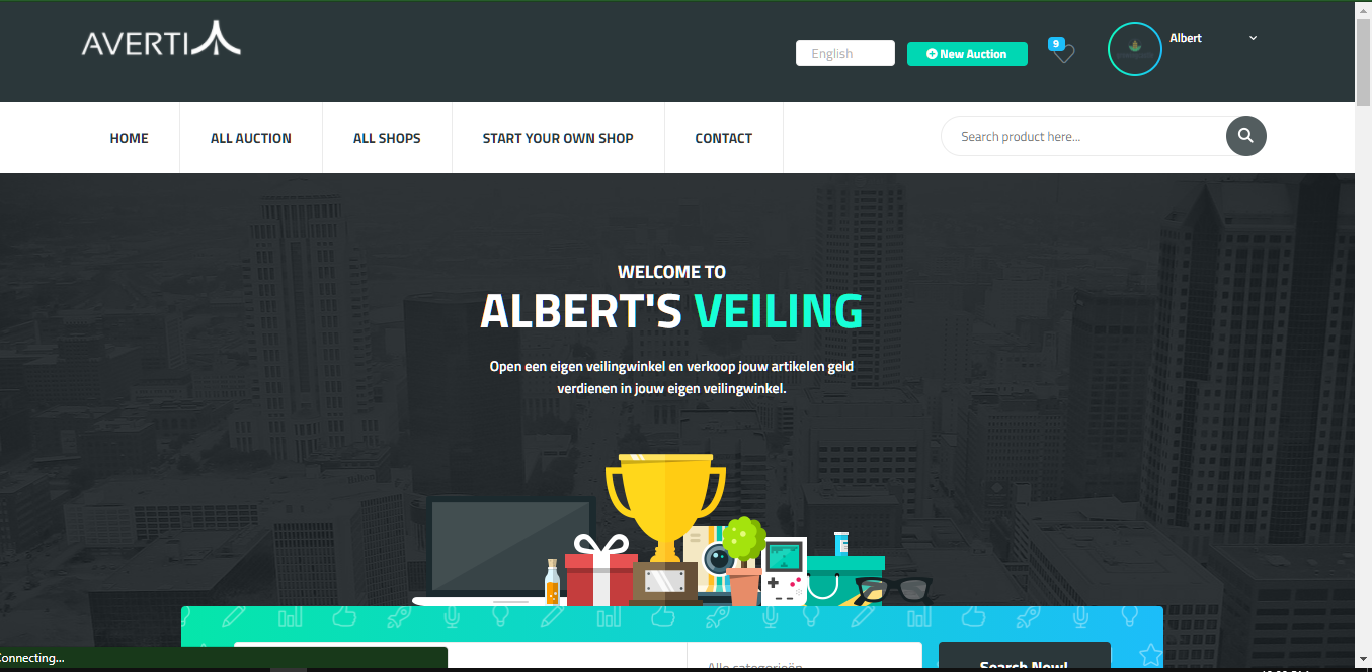 AVERTI
English
New Auction
9
Albert
HOME
ALL AUCTION
ALL SHOPS
START YOUR OWN SHOP
CONTACT
Search product here...
WELCOME TO
ALBERT'S VEILING
Open een eigen veilingwinkel en verkoop jouw artikelen geld
verdienen in jouw eigen veilingwinkel.
Alle categorieën
Search Now!
Connecting...